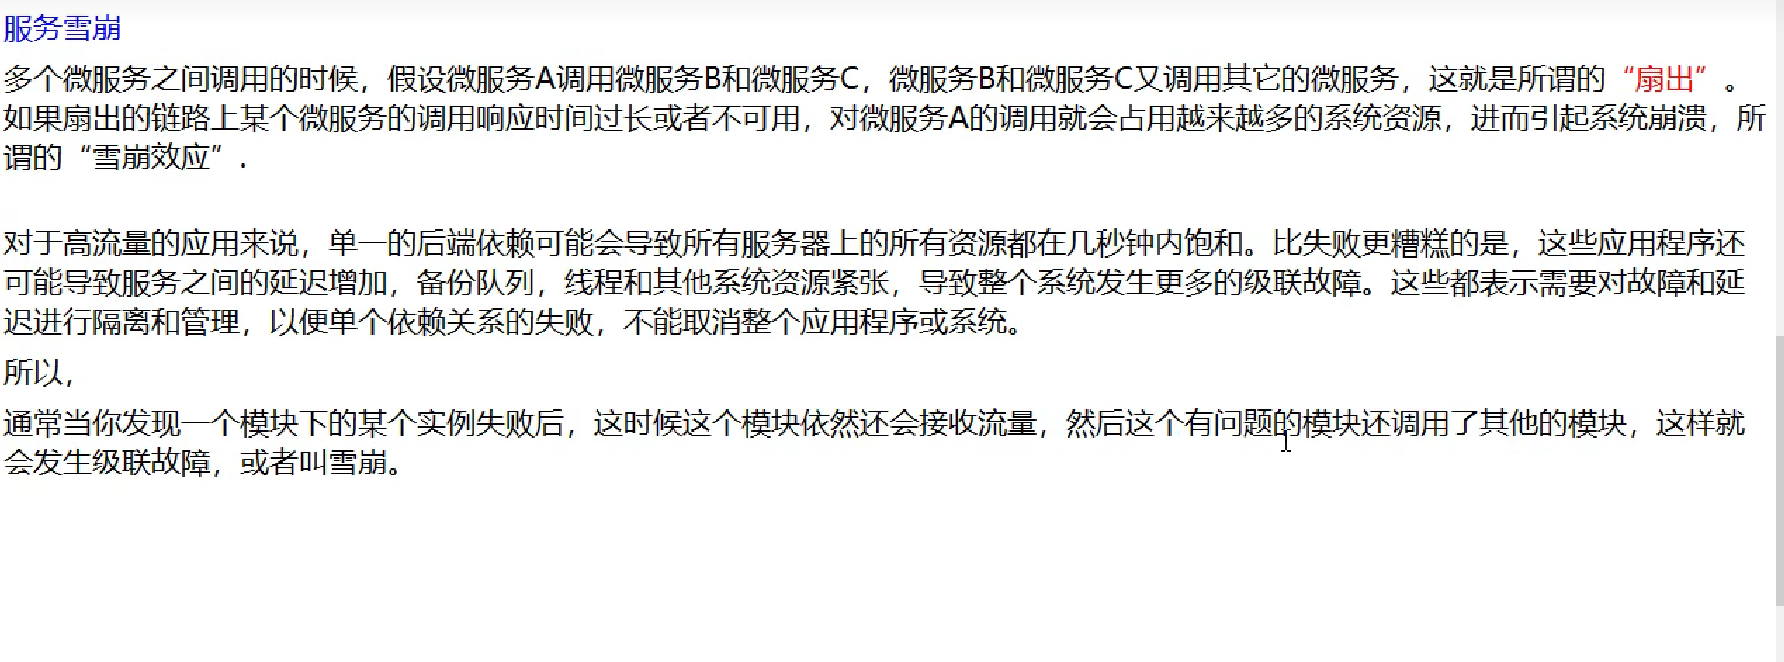 服务雪崩
多个微服务之间调用的时候，假设微服务A调用微服务B和微服务C，微服务B和微服务C又调用其它的微服务，这就是所谓的“扇出”。
如果扇出的链路上某个微服务的调用响应时间过长或者不可用，对微服务A的调用就会占用越来越多的系统资源，进而引起系统崩溃，所
谓的“雪崩效应”.
对于高流量的应用来说，单一的后端依赖可能会导致所有服务器上的所有资源都在几秒钟内饱和。比失败更糟糕的是，这些应用程序还
可能导致服务之间的延迟增加，备份队列，线程和其他系统资源紧张，导致整个系统发生更多的级联故障。这些都表示需要对故障和延
迟进行隔离和管理，以便单个依赖关系的失败，不能取消整个应用程序或系统。
所以，
通常当你发现一个模块下的某个实例失败后，这时候这个模块依然还会接收流量，然后这个有问题的模块还调用了其他的模块，这样就
会发生级联故障，或者叫雪崩。